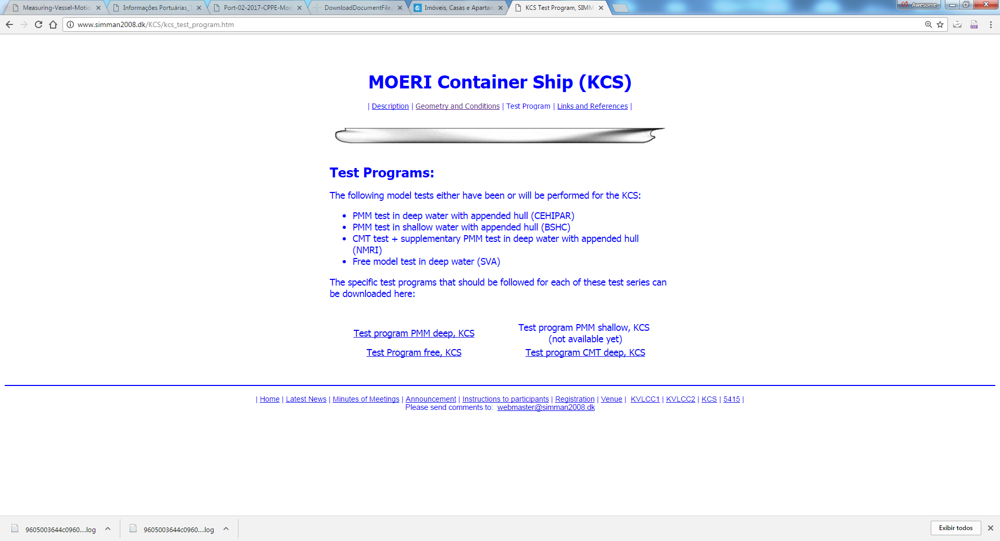 Measuring-Vessel-Motio
Informações Portuárias_T
Port-02-2017-CPPE-Mod
DownloadDocumentFile.
Imóveis, Casas e Apartam
KCS Test Program, SIMM
Awesome
www.simman2008.dk/KCS/kcs_test_program.htm
MOERI Container Ship (KCS)
| Description | Geometry and Conditions | Test Program | Links and References |
Test Programs:
The following model tests either have been or will be performed for the KCS:
• PMM test in deep water with appended hull (CEHIPAR)
• PMM test in shallow water with appended hull (BSHC)
• CMT test + supplementary PMM test in deep water with appended hull
(NMRI)
• Free model test in deep water (SVA)
The specific test programs that should be followed for each of these test series can
be downloaded here:
Test program PMM deep, KCS
Test program PMM shallow, KCS
(not available yet)
Test Program free, KCS
Test program CMT deep, KCS
| Home | Latest News | Minutes of Meetings | Announcement | Instructions to participants | Registration | Venue | KVLCC1 | KVLCC2 | KCS | 5415 |
Please send comments to: webmaster@simman2008.dk
9605003644c0960....log
9605003644c0960....log
Exibir todos